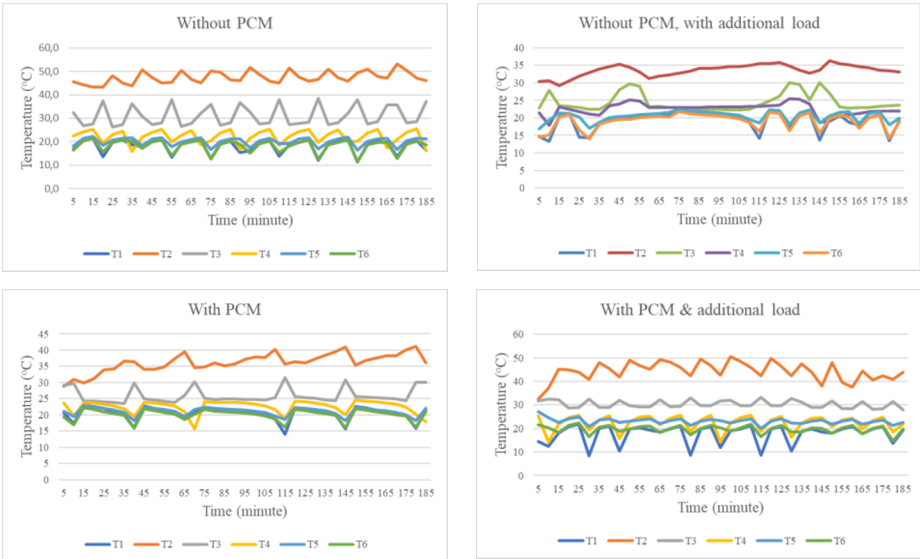 Without PCM
Temperature (°C)
60,0
50,0
40,0
30,0
20,0
10,0
0,0
5 15 25 35 45 55 65 75 85 95 105 115 125 135 145 155 165 175 185
Time (minute)
T1 T2 T3 T4 T5 T6
Without PCM, with additional load
Temperature (°C)
40
35
30
25
20
15
10
5
0
5 15 25 35 45 55 65 75 85 95 105 115 125 135 145 155 165 175 185
Time (minute)
T1 T2 T3 T4 T5 T6
With PCM
Temperature (°C)
45
40
35
30
25
20
15
10
5
0
5 15 25 35 45 55 65 75 85 95 105 115 125 135 145 155 165 175 185
Time (minute)
T1 T2 T3 T4 T5 T6
With PCM & additional load
Temperature (°C)
60
50
40
30
20
10
0
5 15 25 35 45 55 65 75 85 95 105 115 125 135 145 155 165 175 185
Time (minute)
T1 T2 T3 T4 T5 T6